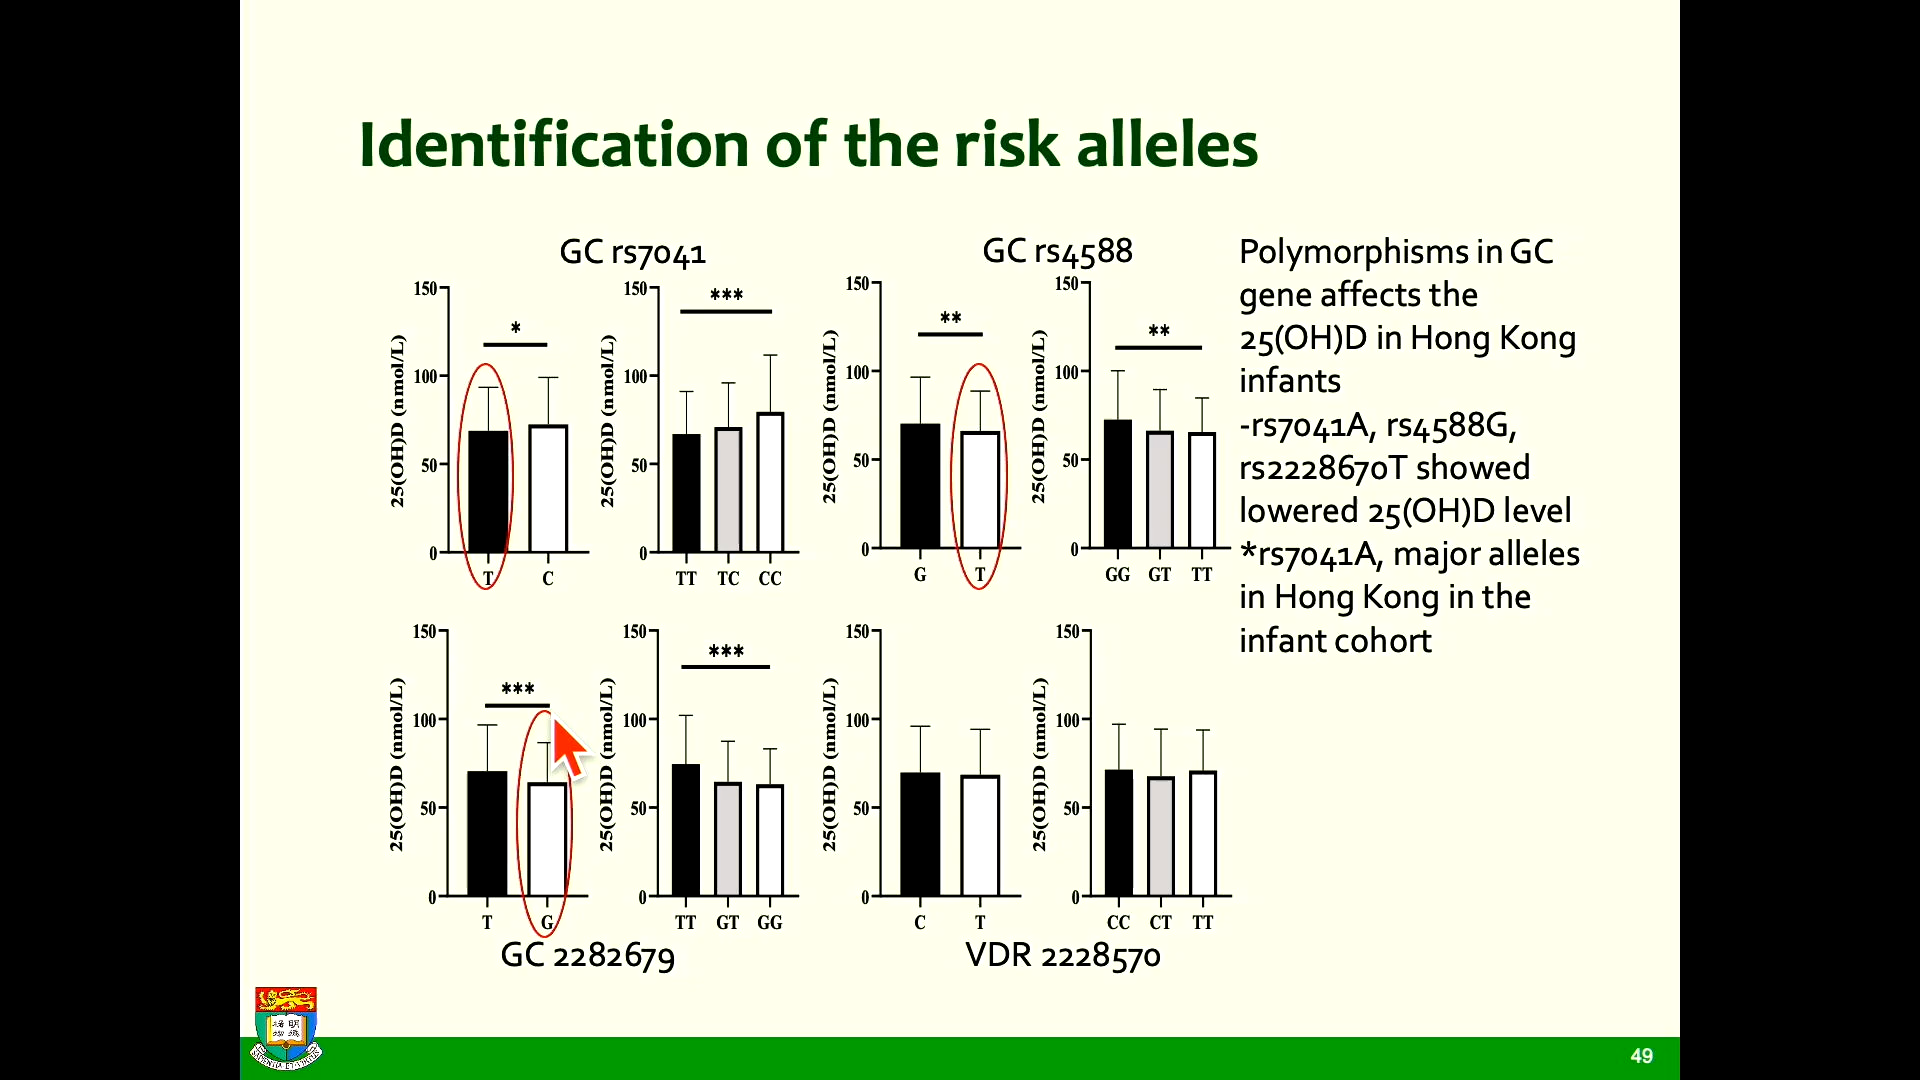 Identification of the risk alleles
GC rs7041
GC rs4588
150
100
50
0
25(OH)D (nmol/L)
*
T
C
150
100
50
0
25(OH)D (nmol/L)
***
TT
TC
CC
150
100
50
0
25(OH)D (nmol/L)
**
G
T
150
100
50
0
25(OH)D (nmol/L)
**
GG
GT
TT
Polymorphisms in GC
gene affects the
25(OH)D in Hong Kong
infants
-rs7041A, rs4588G,
rs2228670T showed
lowered 25(OH)D level
*rs7041A, major alleles
in Hong Kong in the
infant cohort
150
100
50
0
25(OH)D (nmol/L)
***
T
G
150
100
50
0
25(OH)D (nmol/L)
***
TT
GT
GG
150
100
50
0
25(OH)D (nmol/L)
C
T
150
100
50
0
25(OH)D (nmol/L)
CC
CT
TT
GC 2282679
VDR 2228570
49